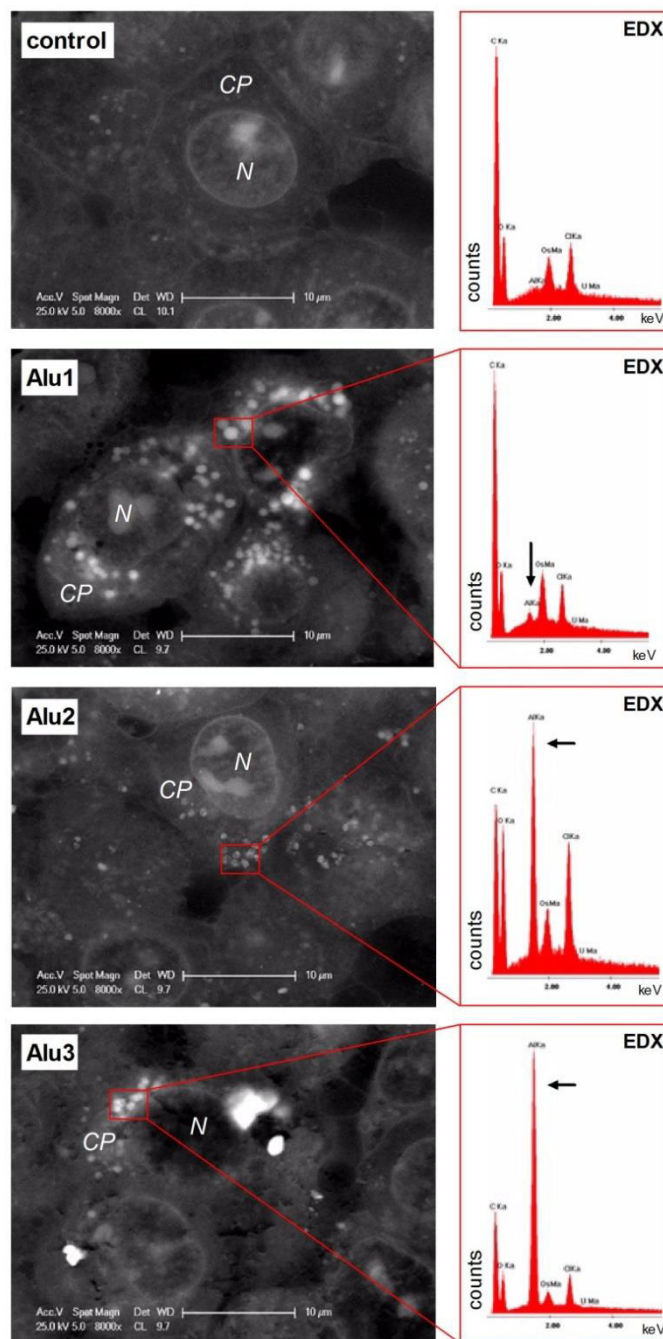 control
CP
N
Acc.V Spot Magn Det WD 10 µm
25.0 kV 5.0 8000x CL 10.1
EDX
C Ka
O Ka
AlKa
OsMa
ClKa
U Ma
counts
2.00 4.00 keV
Alu1
N
CP
Acc.V Spot Magn Det WD 10 µm
25.0 kV 5.0 8000x CL 9.7
EDX
C Ka
O Ka
AlKa
OsMa
ClKa
U Ma
counts
2.00 4.00 keV
Alu2
N
CP
Acc.V Spot Magn Det WD 10 µm
25.0 kV 5.0 8000x CL 9.7
EDX
AlKa
C Ka
O Ka
ClKa
OsMa
U Ma
counts
2.00 4.00 keV
Alu3
N
CP
Acc.V Spot Magn Det WD 10 µm
25.0 kV 5.0 8000x CL 9.7
EDX
AlKa
C Ka
O Ka
OsMa
ClKa
counts
2.00 4.00 keV